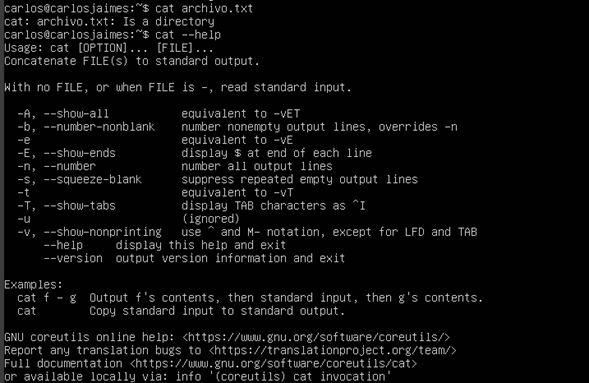 carlos@carlosjaimes:~$ cat archivo.txt
cat: archivo.txt: Is a directory
carlos@carlosjaimes:~$ cat --help
Usage: cat [OPTION]... [FILE]...
Concatenate FILE(s) to standard output.

With no FILE, or when FILE is -, read standard input.

  -A, --show-all           equivalent to -vET
  -b, --number-nonblank    number nonempty output lines, overrides -n
  -e                       equivalent to -vE
  -E, --show-ends          display $ at end of each line
  -n, --number             number all output lines
  -s, --squeeze-blank      suppress repeated empty output lines
  -t                       equivalent to -vT
  -T, --show-tabs          display TAB characters as ^I
  -u                       (ignored)
  -v, --show-nonprinting   use ^ and M- notation, except for LFD and TAB
      --help     display this help and exit
      --version  output version information and exit

Examples:
  cat f - g  Output f's contents, then standard input, then g's contents.
  cat        Copy standard input to standard output.

GNU coreutils online help: <https://www.gnu.org/software/coreutils/>
Report any translation bugs to <https://translationproject.org/team/>
Full documentation <https://www.gnu.org/software/coreutils/cat>
or available locally via: info '(coreutils) cat invocation'